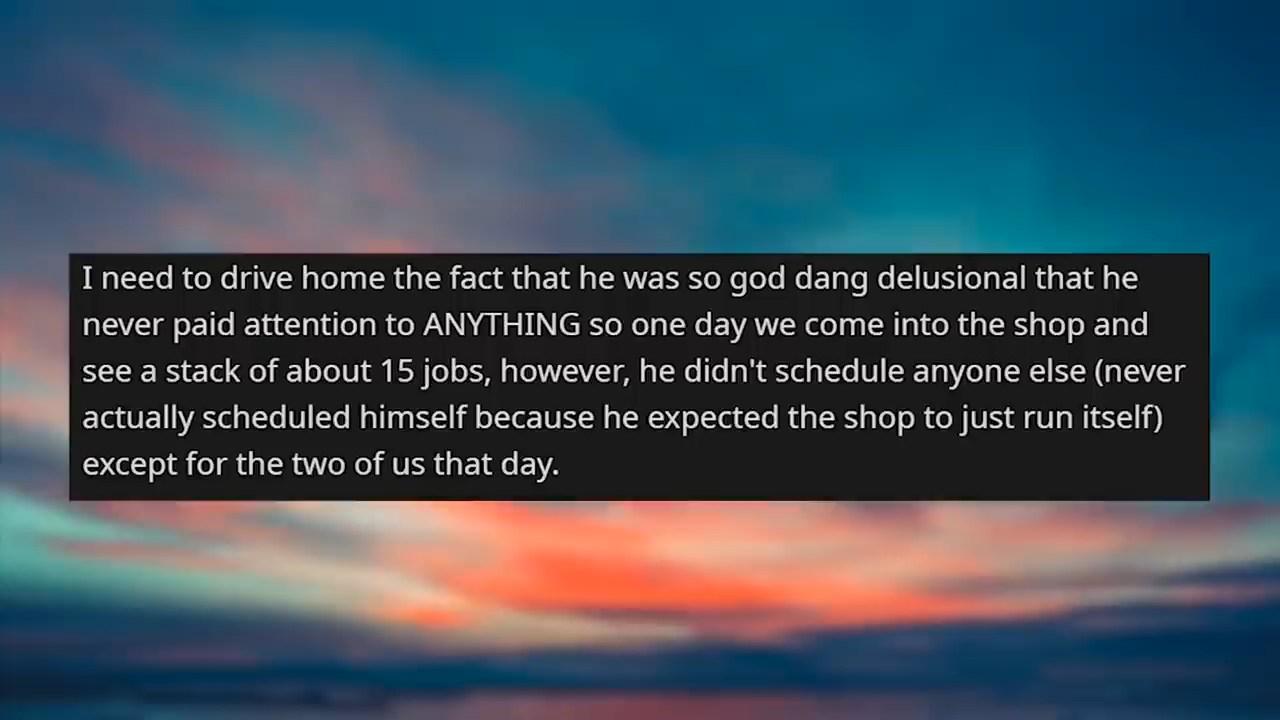 I need to drive home the fact that he was so god dang delusional that he
never paid attention to ANYTHING so one day we come into the shop and
see a stack of about 15 jobs, however, he didn't schedule anyone else (never
actually scheduled himself because he expected the shop to just run itself)
except for the two of us that day.